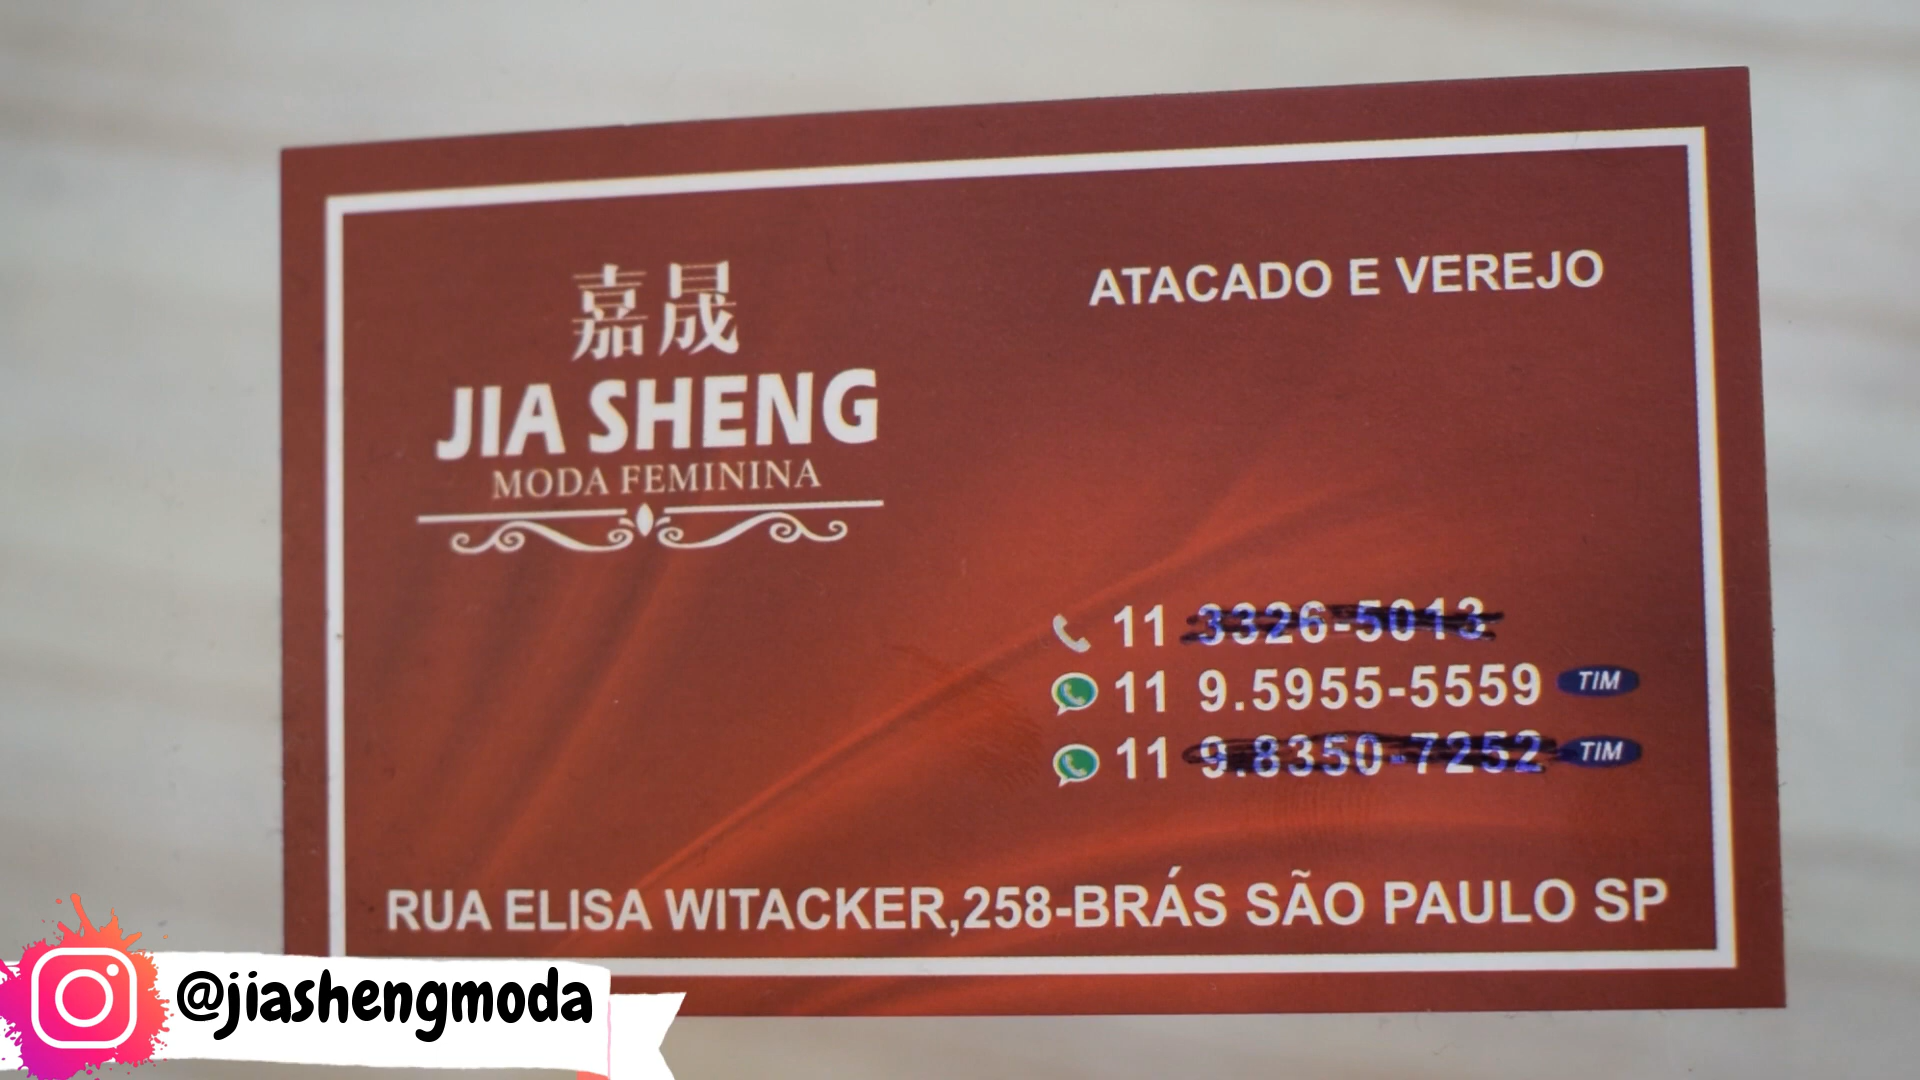 嘉晟
JIA SHENG
MODA FEMININA
ATACADO E VEREJO
11 3326-5013
11 9.5955-5559 TIM
11 9.8350-7252 TIM
RUA ELISA WITACKER,258-BRÁS SÃO PAULO SP
@jiashengmoda